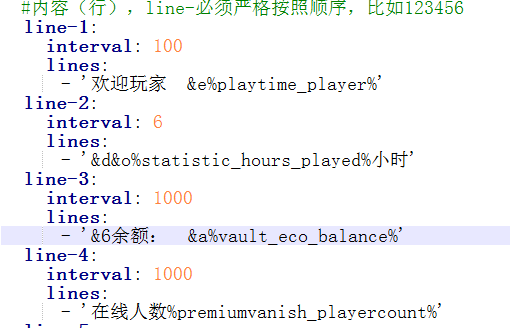 #内容（行），line-必须严格按照顺序，比如123456
line-1:
  interval: 100
  lines:
    - '欢迎玩家  &e%playtime_player%'
line-2:
  interval: 6
  lines:
    - '&d&o%statistic_hours_played%小时'
line-3:
  interval: 1000
  lines:
    - '&6余额：  &a%vault_eco_balance%'
line-4:
  interval: 1000
  lines:
    - '在线人数%premiumvanish_playercount%'